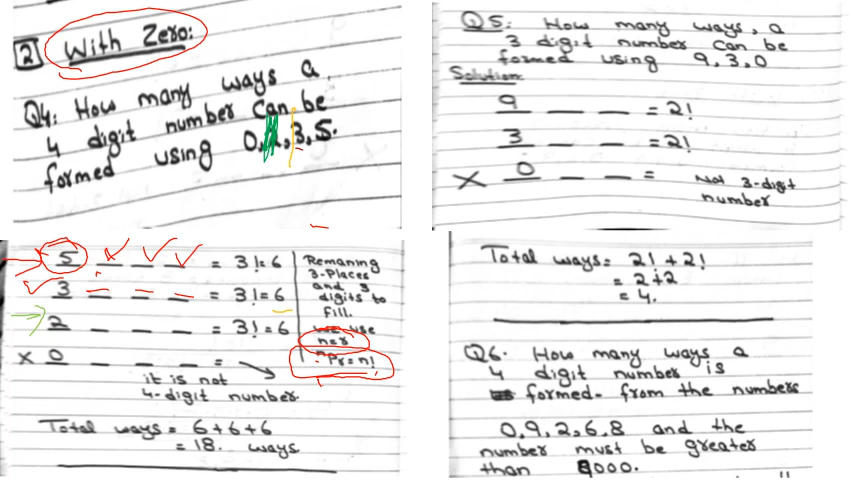 2 With Zero:
Q4: How many ways a
4 digit number can be
formed using 0, , 3, 5.
5 _ _ _ = 3! = 6
3 _ _ _ = 3! = 6
2 _ _ _ = 3! = 6
× 0 _ _ _ =
it is not
4-digit number
Remaning
3-Places
and 3
digits to
fill.
use
n=r
nPr = n!
Total ways = 6+6+6
= 18. ways
Q5: How many ways, a
3 digit number can be
formed using 9, 3, 0
Solution:
9 _ _ = 2!
3 _ _ = 2!
× 0 _ _ = Not 3-digit
number
Total ways = 2! + 2!
= 2+2
= 4.
Q6. How many ways a
4 digit number is
formed from the numbers
0, 9, 2, 6, 8 and the
number must be greater
than 000.